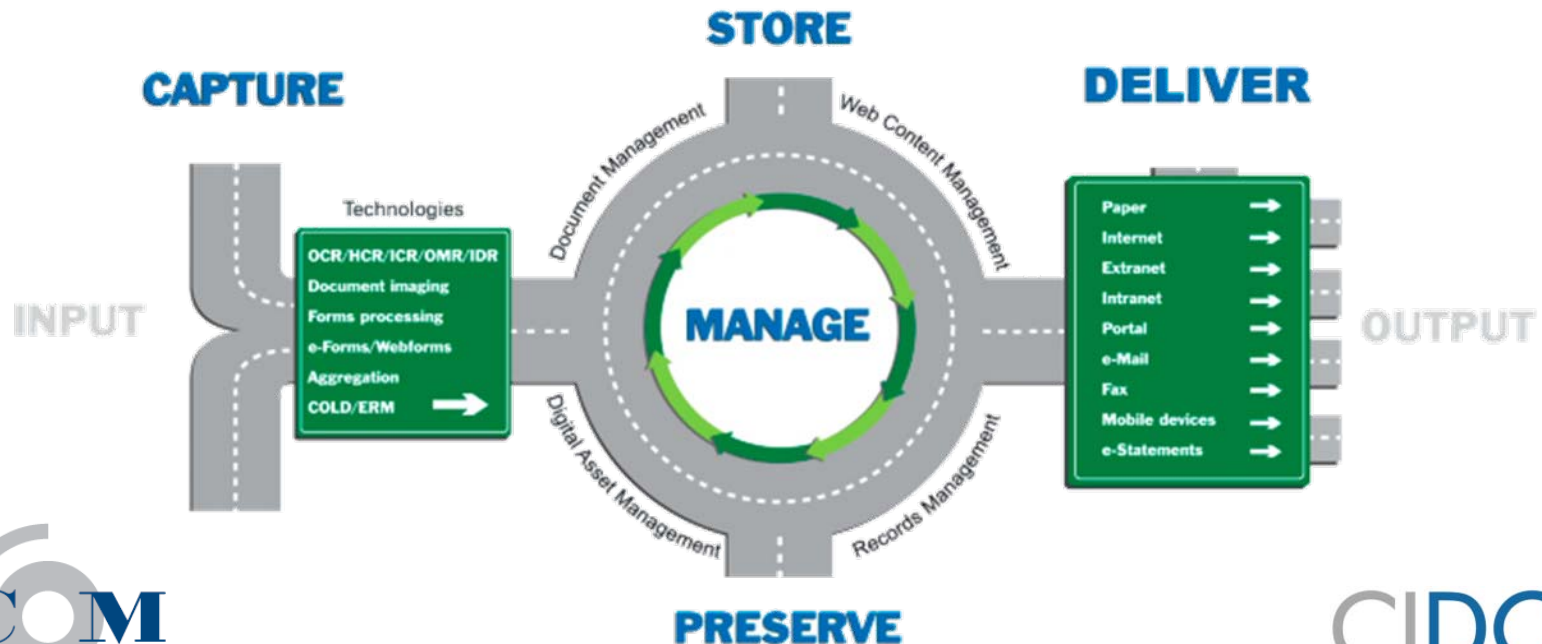 STORE
CAPTURE
DELIVER
Document Management
Web Content Management
Technologies
OCR/HCR/ICR/OMR/IDR
Document imaging
Forms processing
e-Forms/Webforms
Aggregation
COLD/ERM
INPUT
MANAGE
Paper
Internet
Extranet
Intranet
Portal
e-Mail
Fax
Mobile devices
e-Statements
OUTPUT
Digital Asset Management
Records Management
PRESERVE